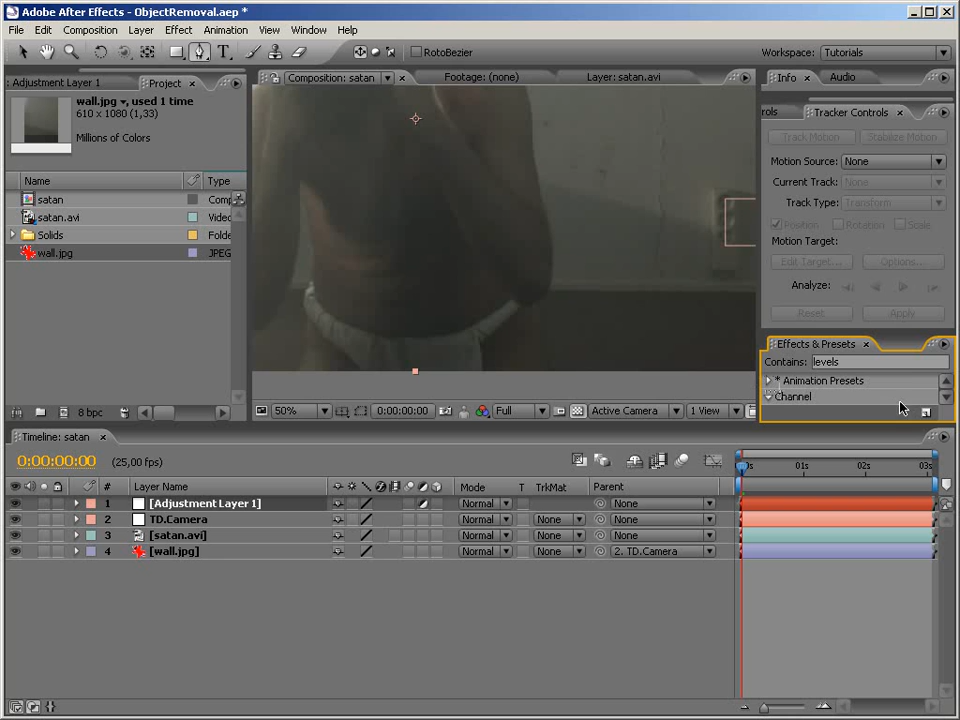 Adobe After Effects - ObjectRemoval.aep *
File Edit Composition Layer Effect Animation View Window Help
RotoBezier
Workspace: Tutorials
: Adjustment Layer 1 Project
Composition: satan
Footage: (none)
Layer: satan.avi
Info Audio
wall.jpg , used 1 time
610 x 1080 (1,33)
Millions of Colors
rols Tracker Controls
Track Motion Stabilize Motion
Motion Source: None
Current Track: None
Track Type: Transform
Position Rotation Scale
Motion Target:
Edit Target... Options...
Analyze:
Reset Apply
Name Type
satan Comp
satan.avi Video
Solids Folde
wall.jpg JPEG
Effects & Presets
Contains: levels
* Animation Presets
Channel
8 bpc
50% 0:00:00:00 Full Active Camera 1 View
Timeline: satan
0:00:00:00 (25,00 fps)
0s 01s 02s 03s
# Layer Name Mode T TrkMat Parent
1 [Adjustment Layer 1] Normal None
2 TD.Camera Normal None None
3 [satan.avi] Normal None None
4 [wall.jpg] Normal None 2. TD.Camera